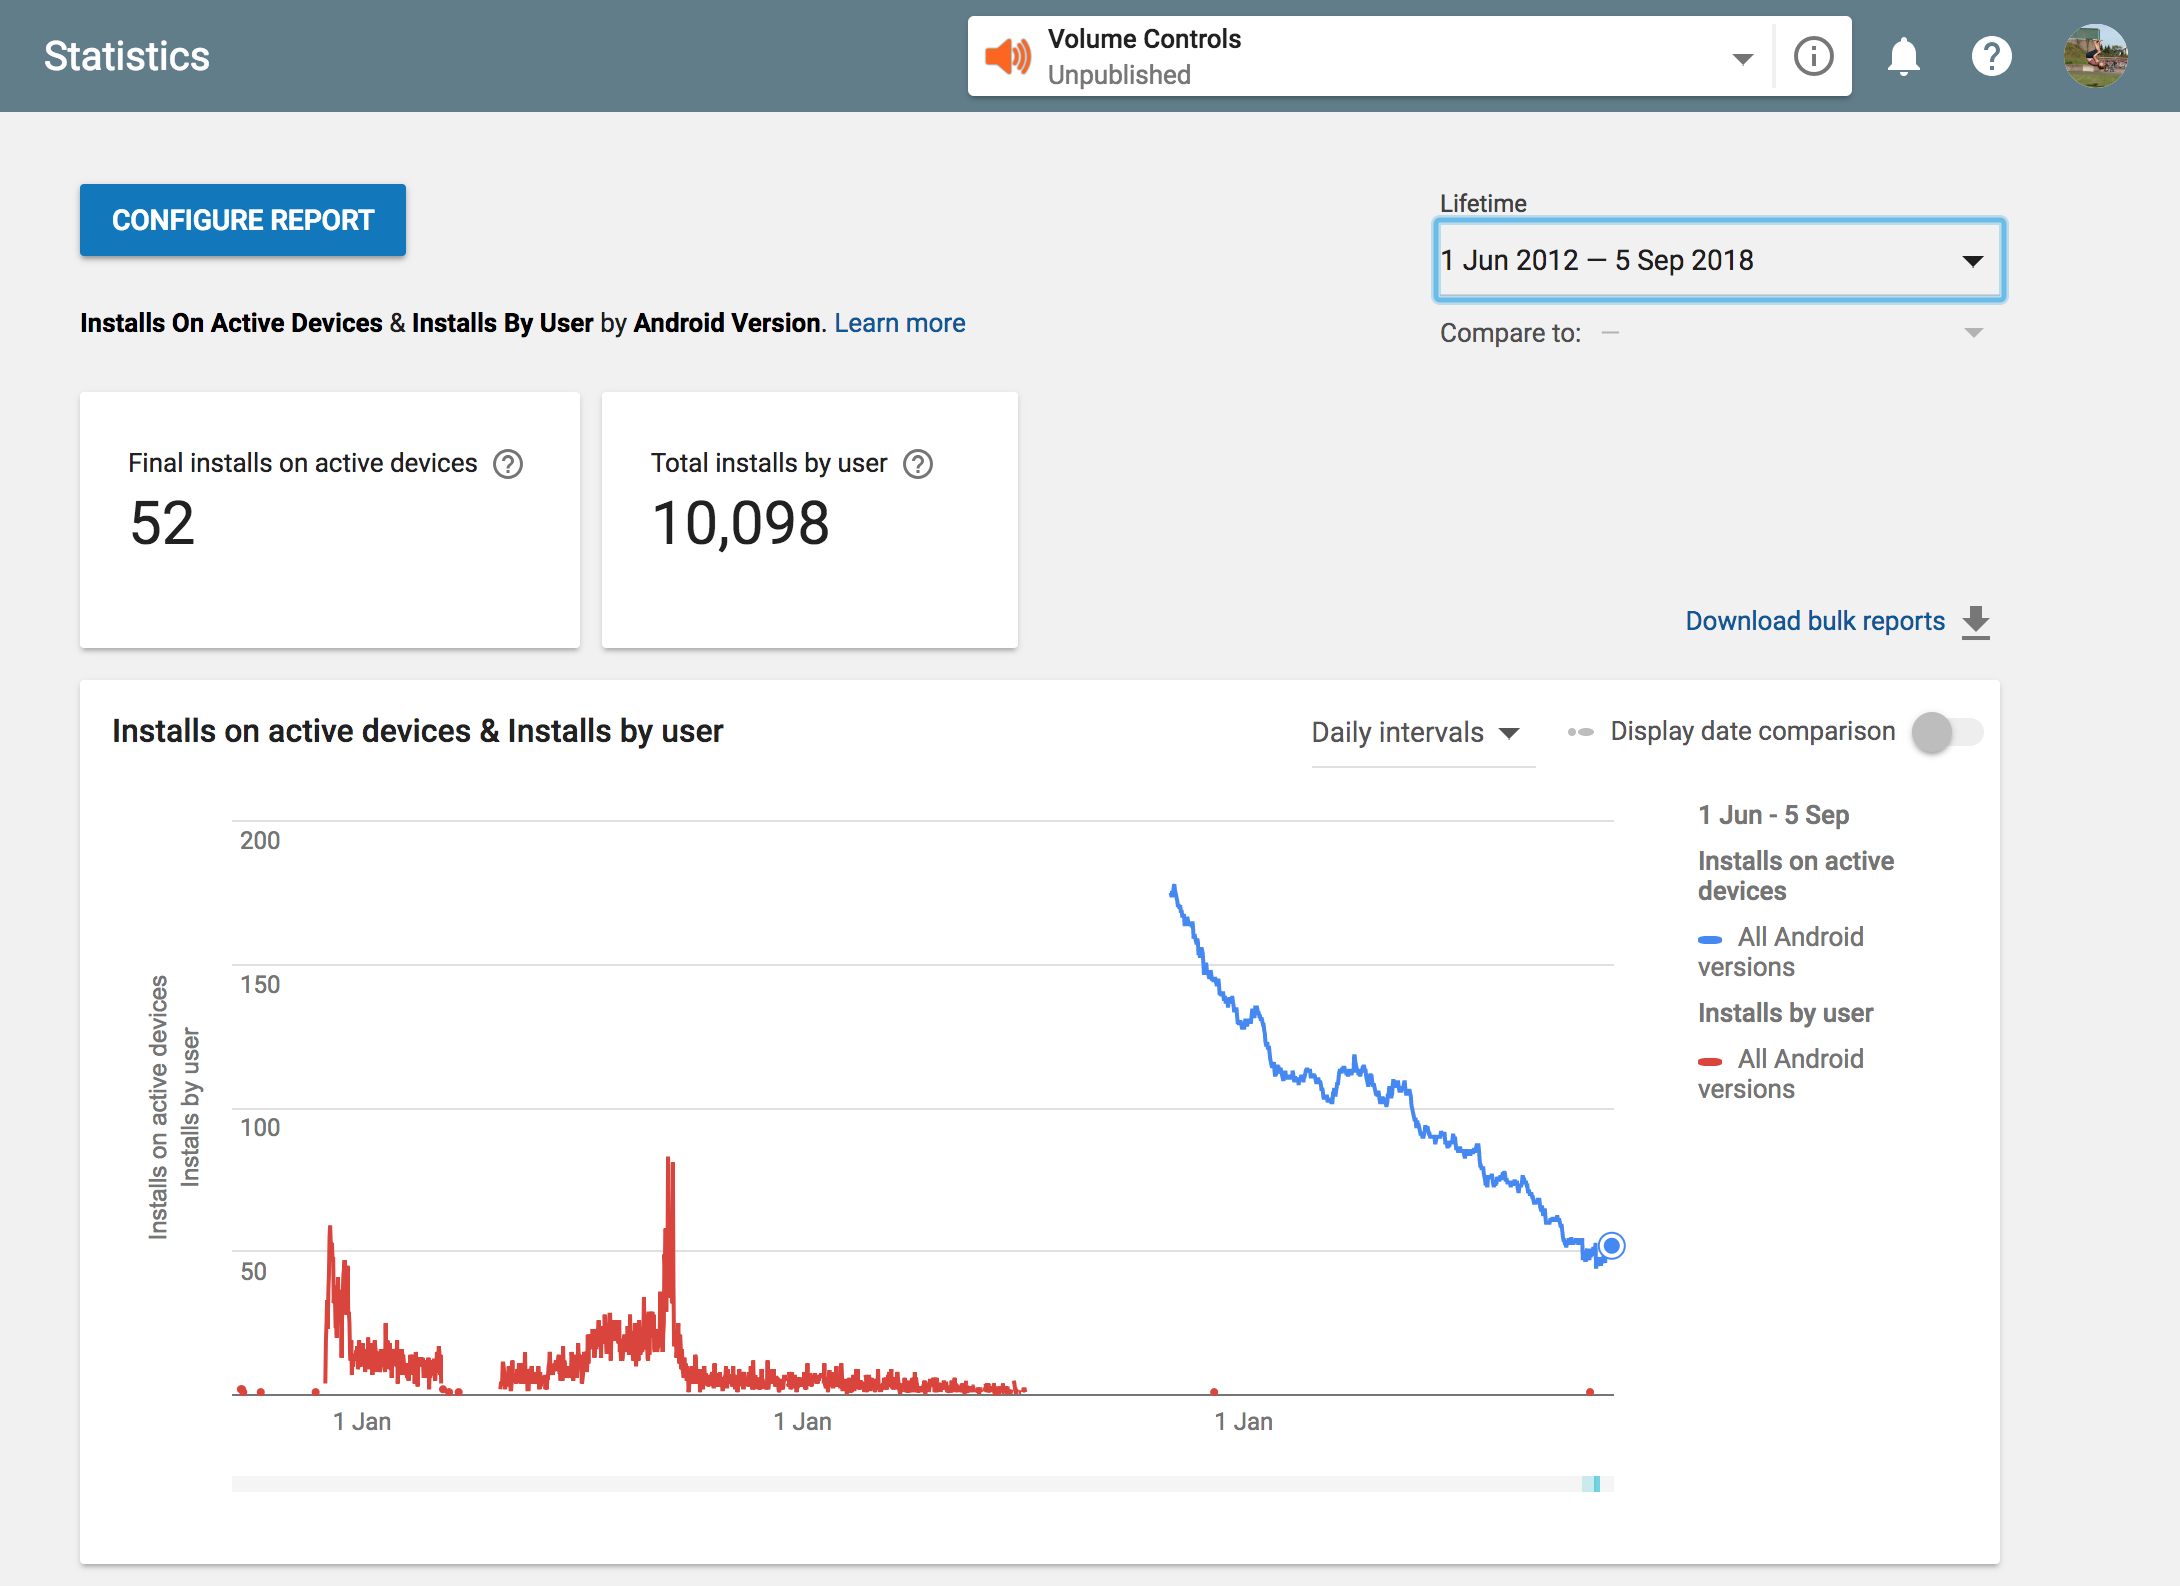 Statistics
Volume Controls
Unpublished
CONFIGURE REPORT
Lifetime
1 Jun 2012 — 5 Sep 2018
Compare to: —
Installs On Active Devices & Installs By User by Android Version. Learn more
Final installs on active devices
52
Total installs by user
10,098
Download bulk reports
Installs on active devices & Installs by user
Daily intervals
Display date comparison
Installs on active devices
Installs by user
200
150
100
50
1 Jan
1 Jan
1 Jan
1 Jun - 5 Sep
Installs on active
devices
All Android
versions
Installs by user
All Android
versions